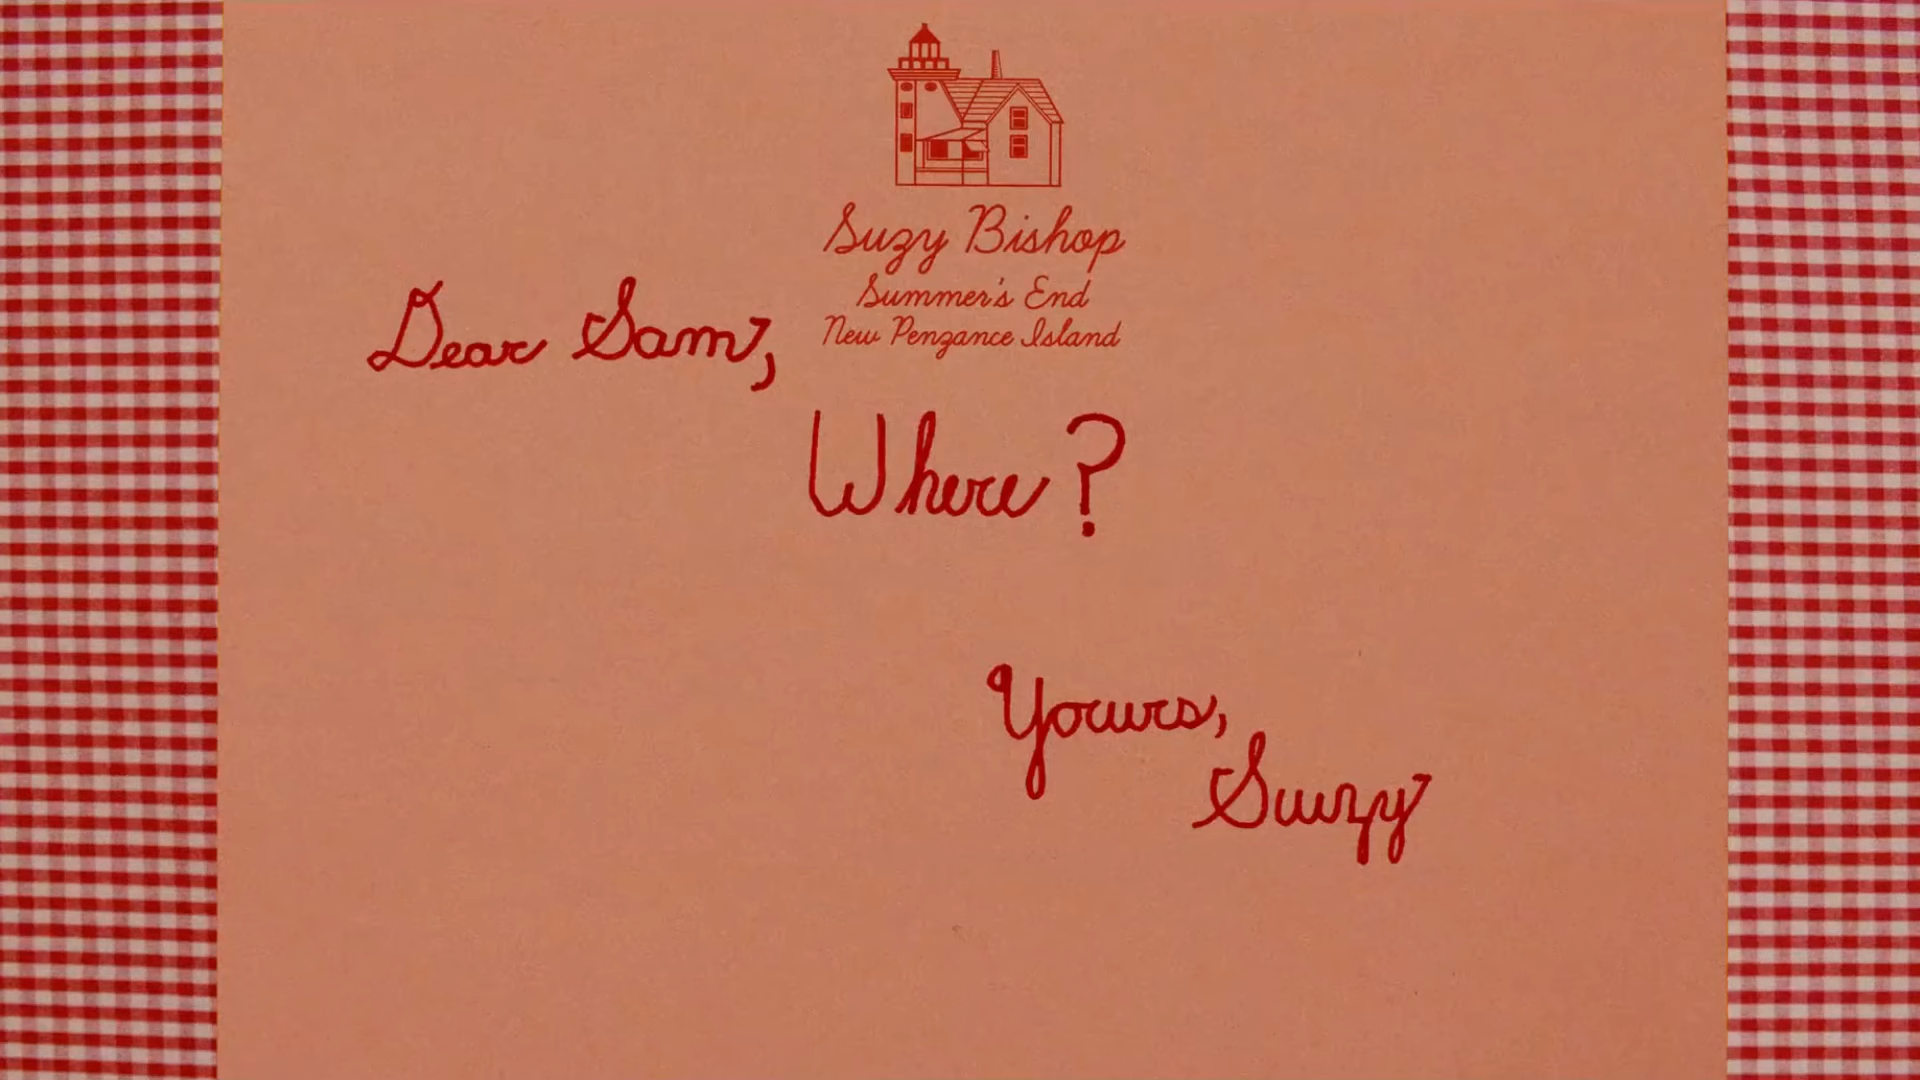 Suzy Bishop
Summer's End
New Penzance Island
Dear Sam,
Where?
Yours,
Suzy